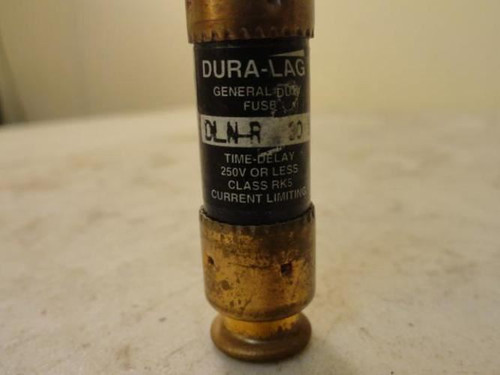 DURA-LAG
GENERAL DUTY
FUSE
DLN-R 30
TIME-DELAY
250V OR LESS
CLASS RK5
CURRENT LIMITING